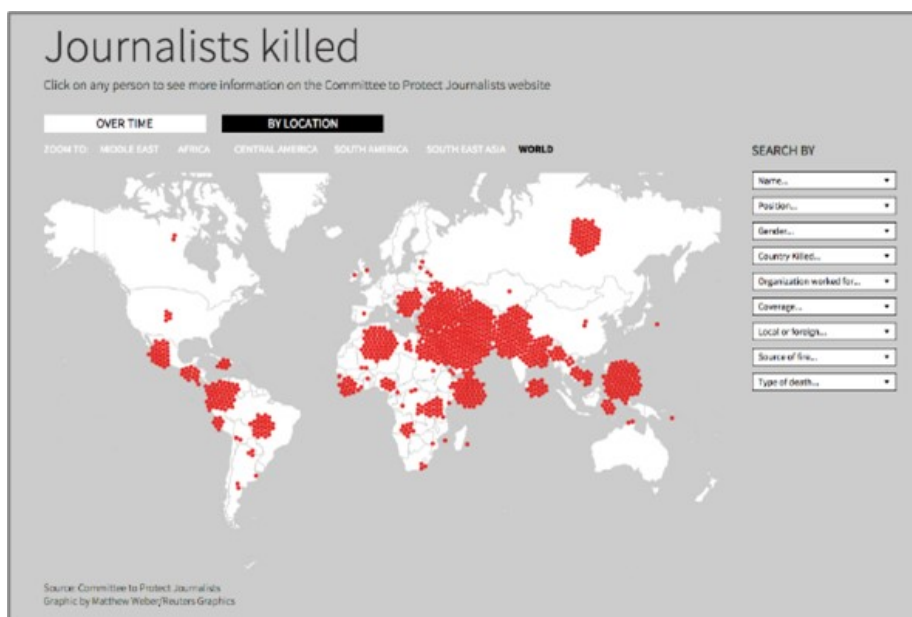 Journalists killed
Click on any person to see more information on the Committee to Protect Journalists website
OVER TIME
BY LOCATION
ZOOM TO: MIDDLE EAST AFRICA CENTRAL AMERICA SOUTH AMERICA SOUTH EAST ASIA WORLD
SEARCH BY
Name...
Position...
Gender...
Country Killed...
Organization worked for...
Coverage...
Local or foreign...
Source of fire...
Type of death...
Source: Committee to Protect Journalists
Graphic by Matthew Weber/Reuters Graphics